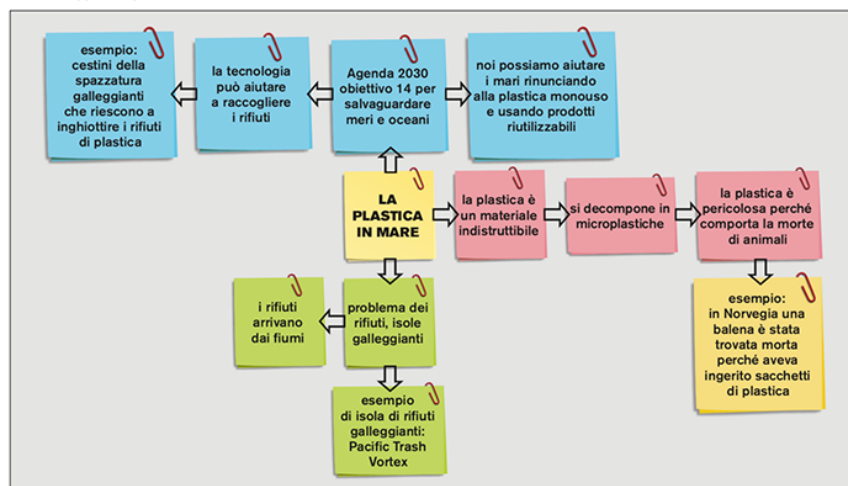 esempio:
cestini della
spazzatura
galleggianti
che riescono a
inghiottire i rifiuti
di plastica
la tecnologia
può aiutare
a raccogliere
i rifiuti
Agenda 2030
obiettivo 14 per
salvaguardare
meri e oceani
noi possiamo aiutare
i mari rinunciando
alla plastica monouso
e usando prodotti
riutilizzabili
LA
PLASTICA
IN MARE
la plastica è
un materiale
indistruttibile
si decompone in
microplastiche
la plastica è
pericolosa perché
comporta la morte
di animali
esempio:
in Norvegia una
balena è stata
trovata morta
perché aveva
ingerito sacchetti
di plastica
problema dei
rifiuti, isole
galleggianti
i rifiuti
arrivano
dai fiumi
esempio
di isola di rifiuti
galleggianti:
Pacific Trash
Vortex